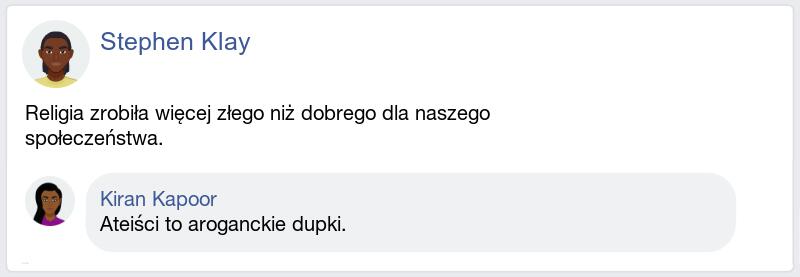 Stephen Klay
Religia zrobiła więcej złego niż dobrego dla naszego
społeczeństwa.
Kiran Kapoor
Ateiści to aroganckie dupki.